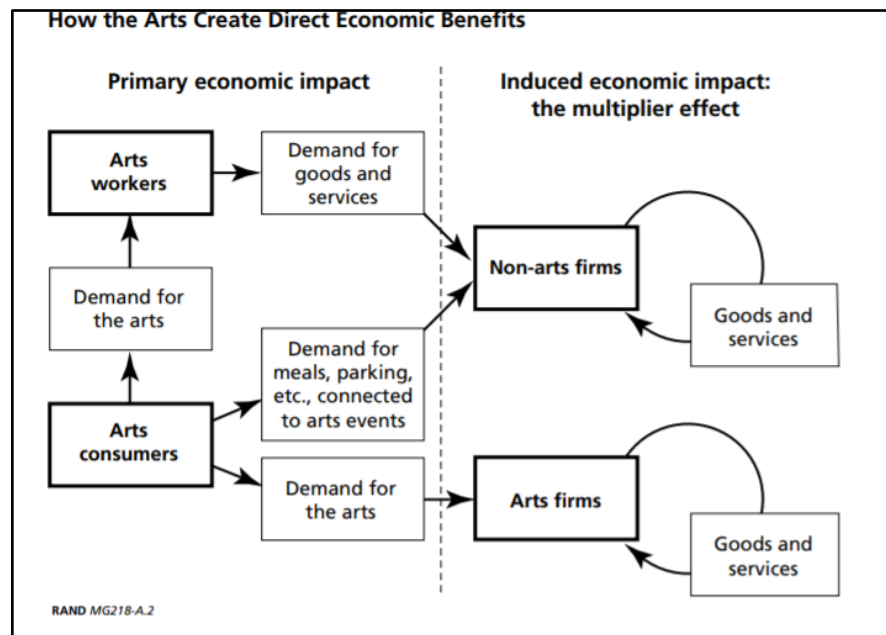 How the Arts Create Direct Economic Benefits
Primary economic impact
Induced economic impact:
the multiplier effect
Arts
workers
Demand for
goods and
services
Non-arts firms
Goods and
services
Demand for
the arts
Demand for
meals, parking,
etc., connected
to arts events
Arts
consumers
Demand for
the arts
Arts firms
Goods and
services
RAND MG218-A.2